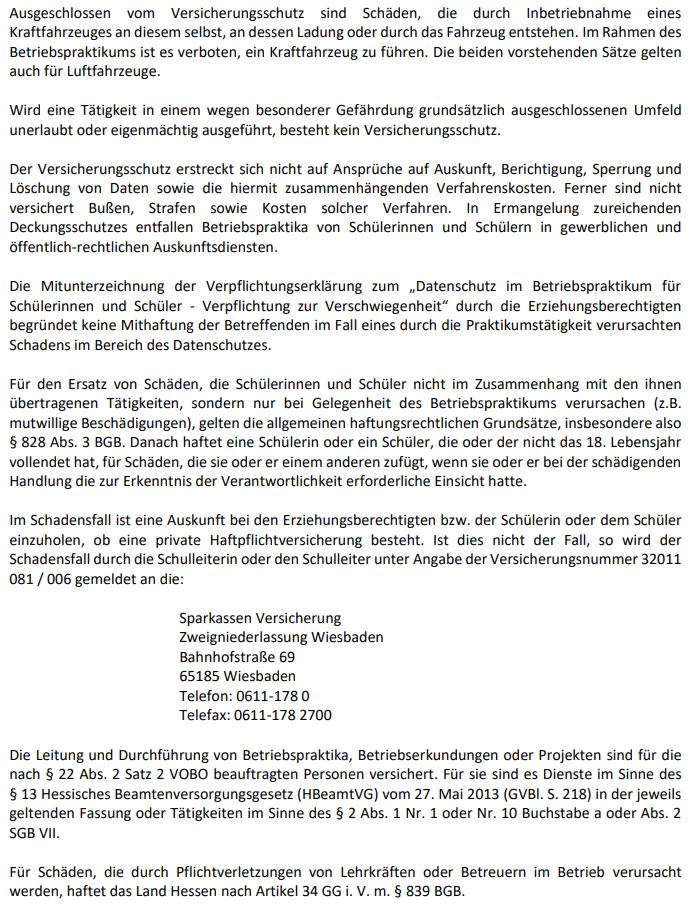 Ausgeschlossen vom Versicherungsschutz sind Schäden, die durch Inbetriebnahme eines
Kraftfahrzeuges an diesem selbst, an dessen Ladung oder durch das Fahrzeug entstehen. Im Rahmen des
Betriebspraktikums ist es verboten, ein Kraftfahrzeug zu führen. Die beiden vorstehenden Sätze gelten
auch für Luftfahrzeuge.
Wird eine Tätigkeit in einem wegen besonderer Gefährdung grundsätzlich ausgeschlossenen Umfeld
unerlaubt oder eigenmächtig ausgeführt, besteht kein Versicherungsschutz.
Der Versicherungsschutz erstreckt sich nicht auf Ansprüche auf Auskunft, Berichtigung, Sperrung und
Löschung von Daten sowie die hiermit zusammenhängenden Verfahrenskosten. Ferner sind nicht
versichert Bußen, Strafen sowie Kosten solcher Verfahren. In Ermangelung zureichenden
Deckungsschutzes entfallen Betriebspraktika von Schülerinnen und Schülern in gewerblichen und
öffentlich-rechtlichen Auskunftsdiensten.
Die Mitunterzeichnung der Verpflichtungserklärung zum „Datenschutz im Betriebspraktikum für
Schülerinnen und Schüler - Verpflichtung zur Verschwiegenheit“ durch die Erziehungsberechtigten
begründet keine Mithaftung der Betreffenden im Fall eines durch die Praktikumstätigkeit verursachten
Schadens im Bereich des Datenschutzes.
Für den Ersatz von Schäden, die Schülerinnen und Schüler nicht im Zusammenhang mit den ihnen
übertragenen Tätigkeiten, sondern nur bei Gelegenheit des Betriebspraktikums verursachen (z.B.
mutwillige Beschädigungen), gelten die allgemeinen haftungsrechtlichen Grundsätze, insbesondere also
§ 828 Abs. 3 BGB. Danach haftet eine Schülerin oder ein Schüler, die oder der nicht das 18. Lebensjahr
vollendet hat, für Schäden, die sie oder er einem anderen zufügt, wenn sie oder er bei der schädigenden
Handlung die zur Erkenntnis der Verantwortlichkeit erforderliche Einsicht hatte.
Im Schadensfall ist eine Auskunft bei den Erziehungsberechtigten bzw. der Schülerin oder dem Schüler
einzuholen, ob eine private Haftpflichtversicherung besteht. Ist dies nicht der Fall, so wird der
Schadensfall durch die Schulleiterin oder den Schulleiter unter Angabe der Versicherungsnummer 32011
081 / 006 gemeldet an die:
Sparkassen Versicherung
Zweigniederlassung Wiesbaden
Bahnhofstraße 69
65185 Wiesbaden
Telefon: 0611-178 0
Telefax: 0611-178 2700
Die Leitung und Durchführung von Betriebspraktika, Betriebserkundungen oder Projekten sind für die
nach § 22 Abs. 2 Satz 2 VOBO beauftragten Personen versichert. Für sie sind es Dienste im Sinne des
§ 13 Hessisches Beamtenversorgungsgesetz (HBeamtVG) vom 27. Mai 2013 (GVBl. S. 218) in der jeweils
geltenden Fassung oder Tätigkeiten im Sinne des § 2 Abs. 1 Nr. 1 oder Nr. 10 Buchstabe a oder Abs. 2
SGB VII.
Für Schäden, die durch Pflichtverletzungen von Lehrkräften oder Betreuern im Betrieb verursacht
werden, haftet das Land Hessen nach Artikel 34 GG i. V. m. § 839 BGB.